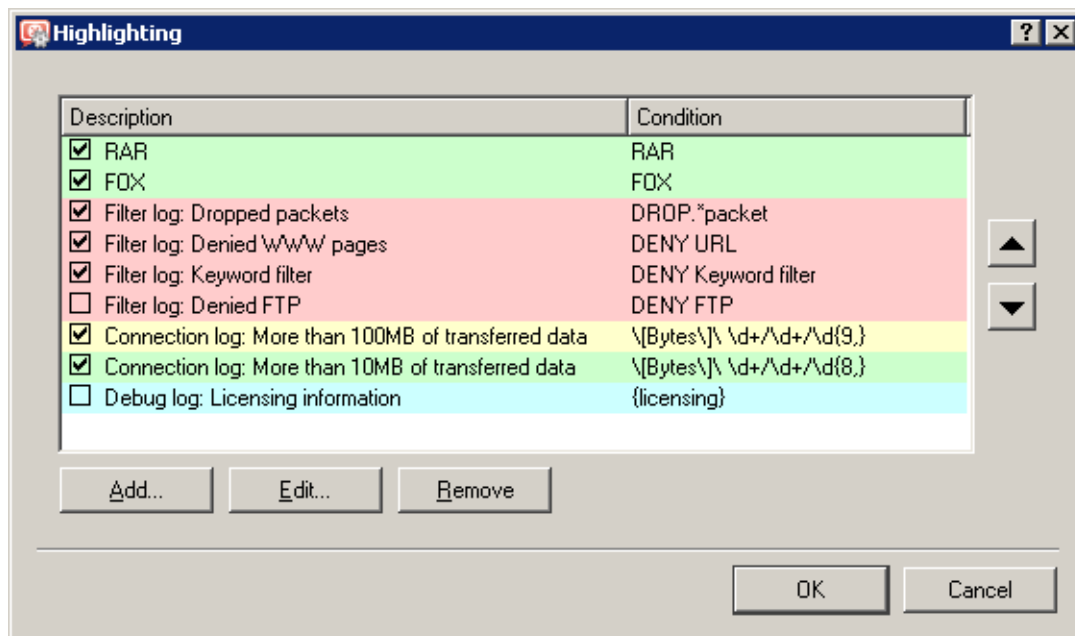 Highlighting
Description Condition
RAR RAR
FOX FOX
Filter log: Dropped packets DROP.*packet
Filter log: Denied WWW pages DENY URL
Filter log: Keyword filter DENY Keyword filter
Filter log: Denied FTP DENY FTP
Connection log: More than 100MB of transferred data \[Bytes\]\ \d+/\d+/\d{9,}
Connection log: More than 10MB of transferred data \[Bytes\]\ \d+/\d+/\d{8,}
Debug log: Licensing information {licensing}
Add... Edit... Remove
OK Cancel